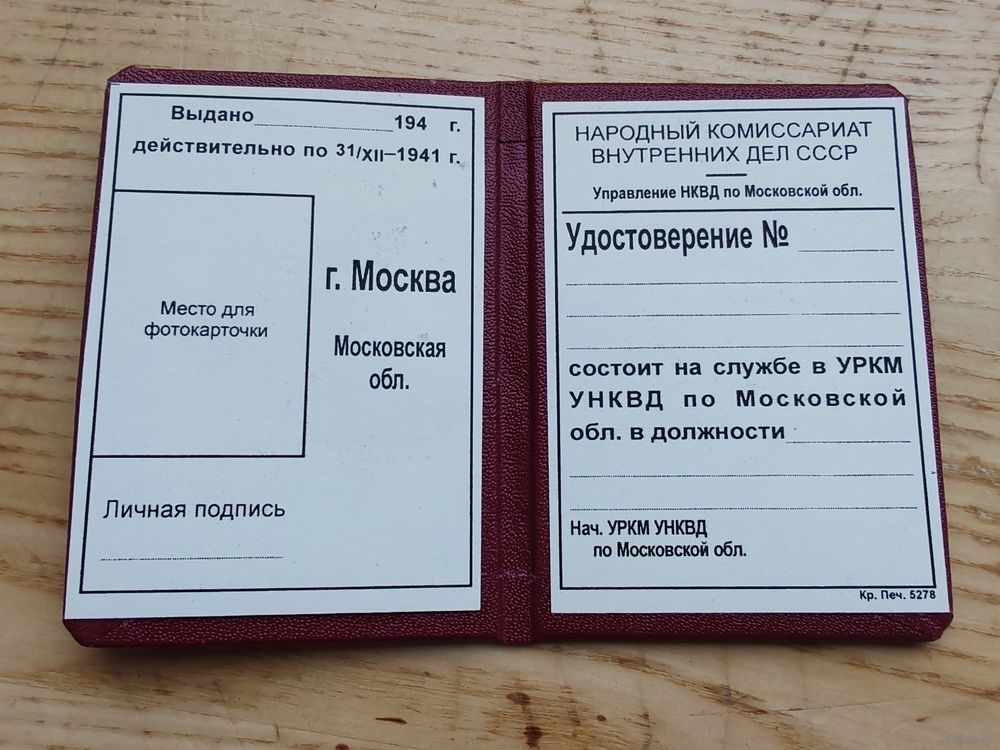 Выдано 194 г.
действительно по 31/XII–1941 г.
Место для
фотокарточки
г. Москва
Московская
обл.
Личная подпись
НАРОДНЫЙ КОМИССАРИАТ
ВНУТРЕННИХ ДЕЛ СССР
Управление НКВД по Московской обл.
Удостоверение №
состоит на службе в УРКМ
УНКВД по Московской
обл. в должности
Нач. УРКМ УНКВД
по Московской обл.
Кр. Печ. 5278